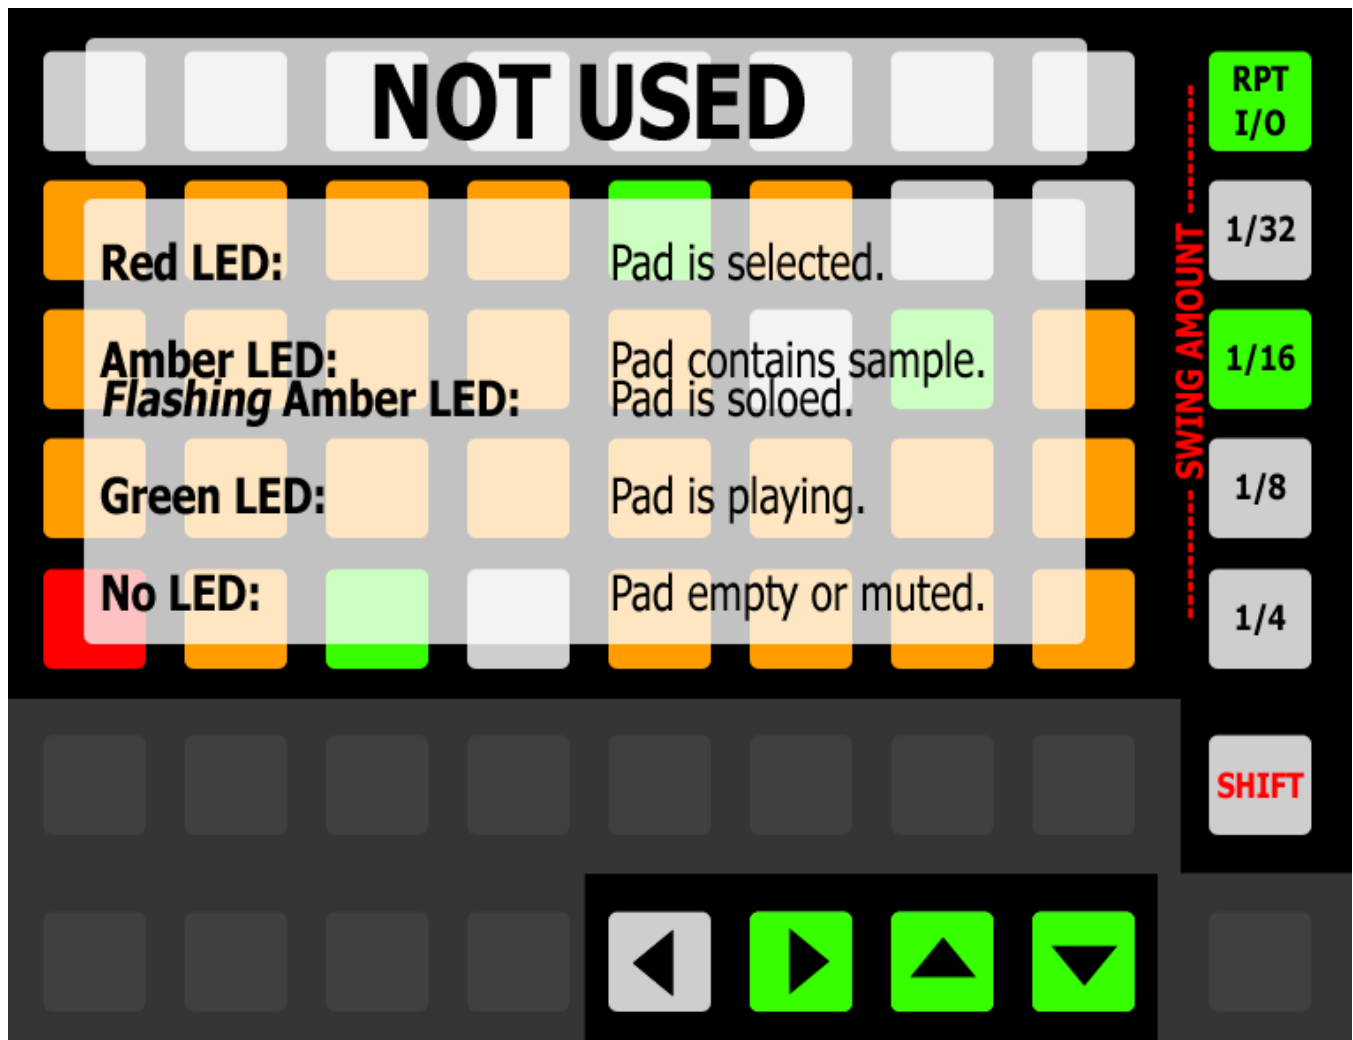 NOT USED
RPT
I/O
Red LED: Pad is selected.
1/32
Amber LED: Pad contains sample.
Flashing Amber LED: Pad is soloed.
1/16
Green LED: Pad is playing.
1/8
No LED: Pad empty or muted.
1/4
---------- SWING AMOUNT ----------
SHIFT